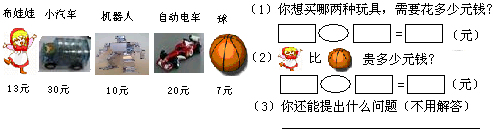 布娃娃 小汽车 机器人 自动电车 球
13元 30元 10元 20元 7元
(1)你想买哪两种玩具,需要花多少元钱?
= (元)
(2) 比 贵多少元钱?
= (元)
(3)你还能提出什么问题(不用解答)